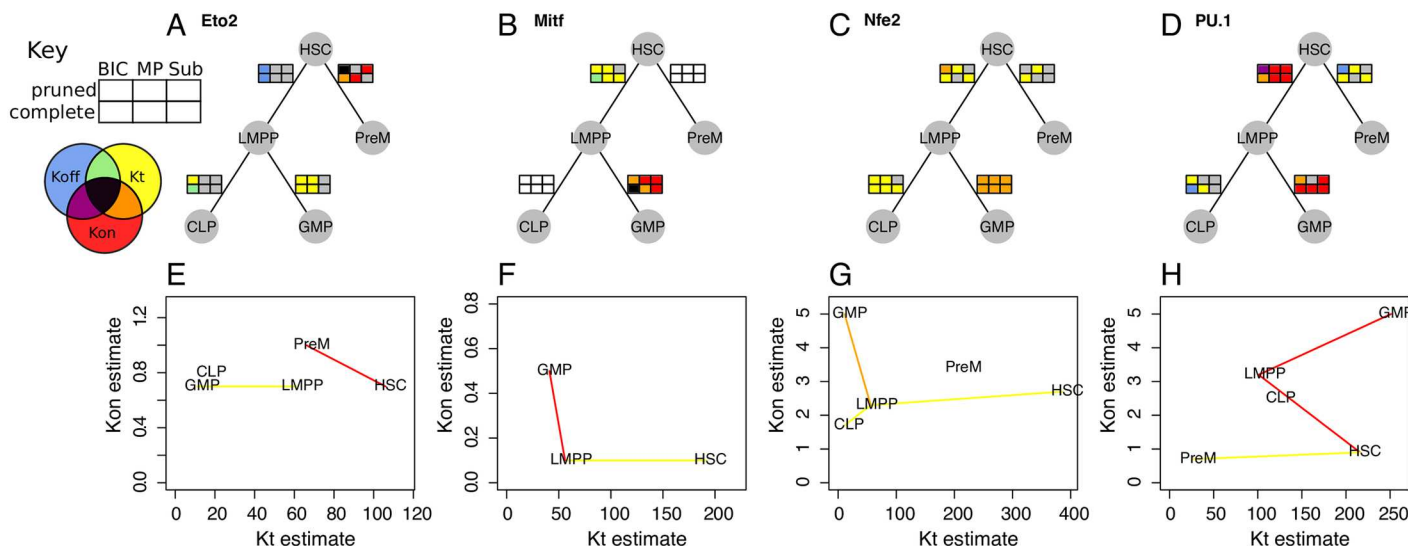 A Eto2
B Mitf
C Nfe2
D PU.1
Key
BIC MP Sub
pruned
complete
Koff
Kt
Kon
HSC
LMPP
PreM
CLP
GMP
HSC
LMPP
PreM
CLP
GMP
HSC
LMPP
PreM
CLP
GMP
HSC
LMPP
PreM
CLP
GMP
E
Kon estimate
0.0 0.4 0.8 1.2
PreM
CLP
GMP LMPP HSC
0 20 40 60 80 100 120
Kt estimate
F
Kon estimate
0.0 0.2 0.4 0.6 0.8
GMP
LMPP HSC
0 50 100 150 200
Kt estimate
G
Kon estimate
0 1 2 3 4 5
GMP
PreM
HSC
LMPP
CLP
0 100 200 300 400
Kt estimate
H
Kon estimate
0 1 2 3 4 5
GMP
LMPP
CLP
HSC
PreM
0 50 100 150 200 250
Kt estimate